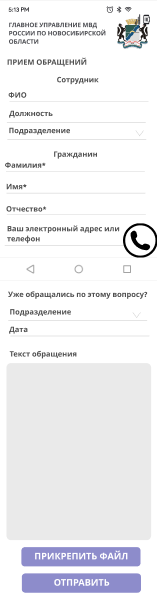 5:13 PM
ГЛАВНОЕ УПРАВЛЕНИЕ МВД
РОССИИ ПО НОВОСИБИРСКОЙ
ОБЛАСТИ
ПРИЕМ ОБРАЩЕНИЙ
Сотрудник
ФИО
Должность
Подразделение
Гражданин
Фамилия*
Имя*
Отчество*
Ваш электронный адрес или
телефон
Уже обращались по этому вопросу?
Подразделение
Дата
Текст обращения
ПРИКРЕПИТЬ ФАЙЛ
ОТПРАВИТЬ